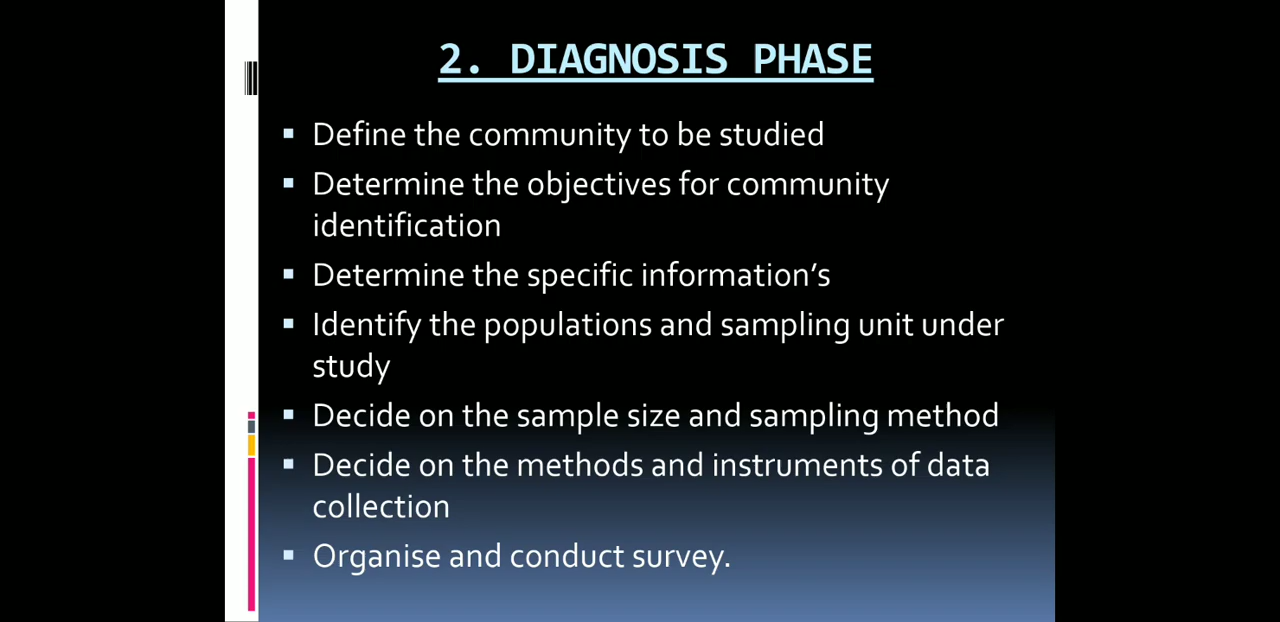 2. DIAGNOSIS PHASE
▪ Define the community to be studied
▪ Determine the objectives for community
identification
▪ Determine the specific information’s
▪ Identify the populations and sampling unit under
study
▪ Decide on the sample size and sampling method
▪ Decide on the methods and instruments of data
collection
▪ Organise and conduct survey.